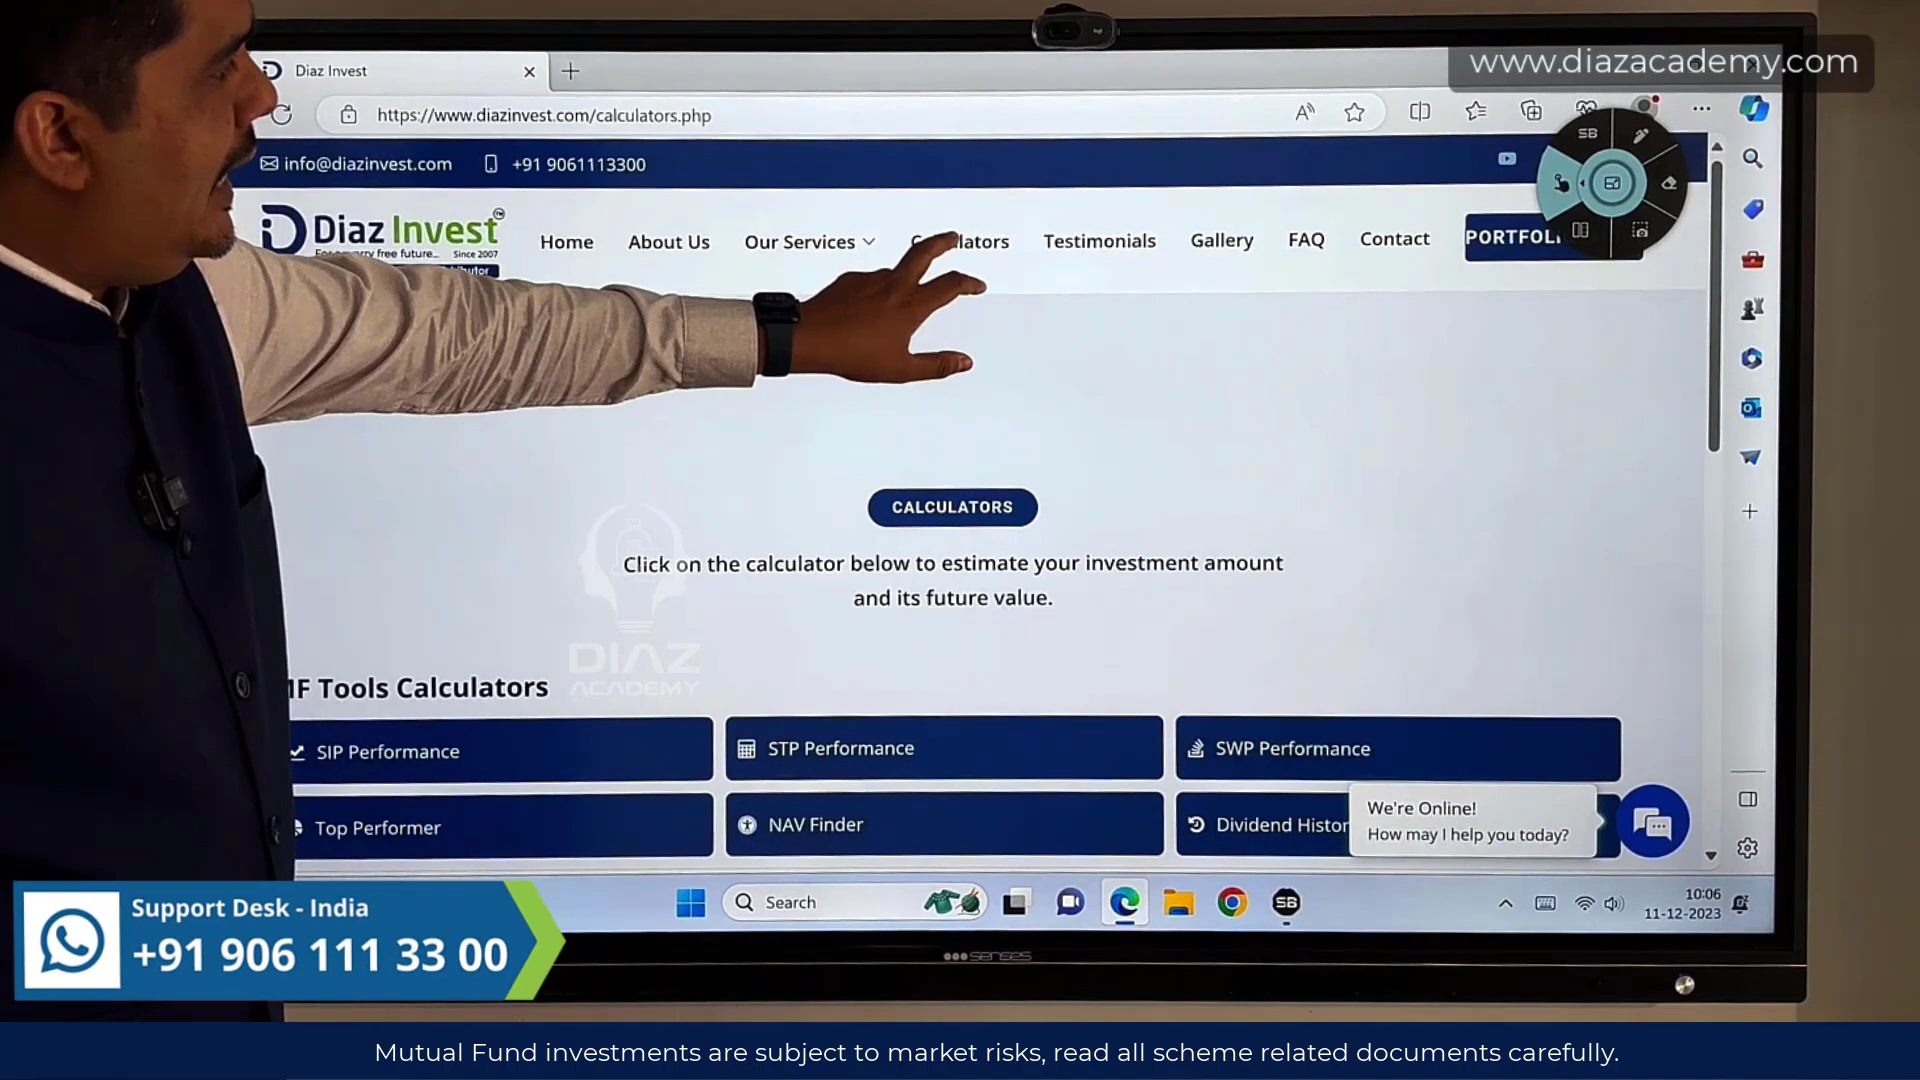 www.diazacademy.com
Diaz Invest
https://www.diazinvest.com/calculators.php
info@diazinvest.com +91 9061113300
SB
Diaz Invest
Since 2007
Home About Us Our Services Testimonials Gallery FAQ Contact
CALCULATORS
Click on the calculator below to estimate your investment amount
and its future value.
DIAZ
ACADEMY
Tools Calculators
SIP Performance STP Performance SWP Performance
Top Performer NAV Finder Dividend
We're Online!
How may I help you today?
Search
SB
10:06
11-12-2023
senses
Support Desk - India
+91 906 111 33 00
Mutual Fund investments are subject to market risks, read all scheme related documents carefully.